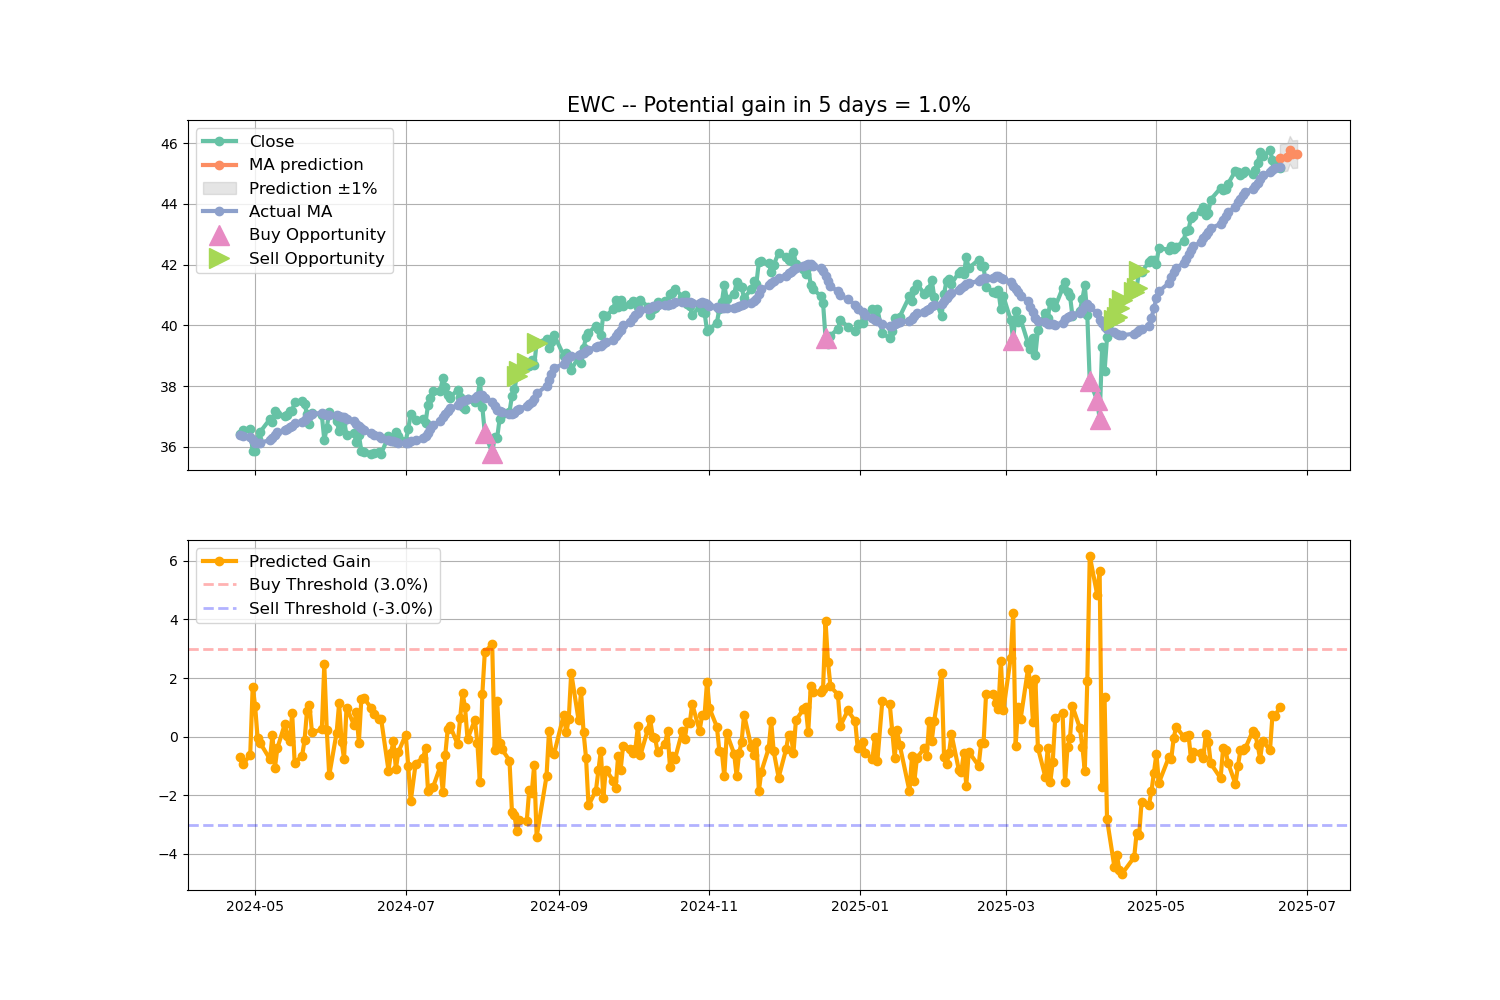 EWC -- Potential gain in 5 days = 1.0%
46
44
42
40
38
36
Close
MA prediction
Prediction ±1%
Actual MA
Buy Opportunity
Sell Opportunity
6
4
2
0
−2
−4
Predicted Gain
Buy Threshold (3.0%)
Sell Threshold (-3.0%)
2024-05
2024-07
2024-09
2024-11
2025-01
2025-03
2025-05
2025-07